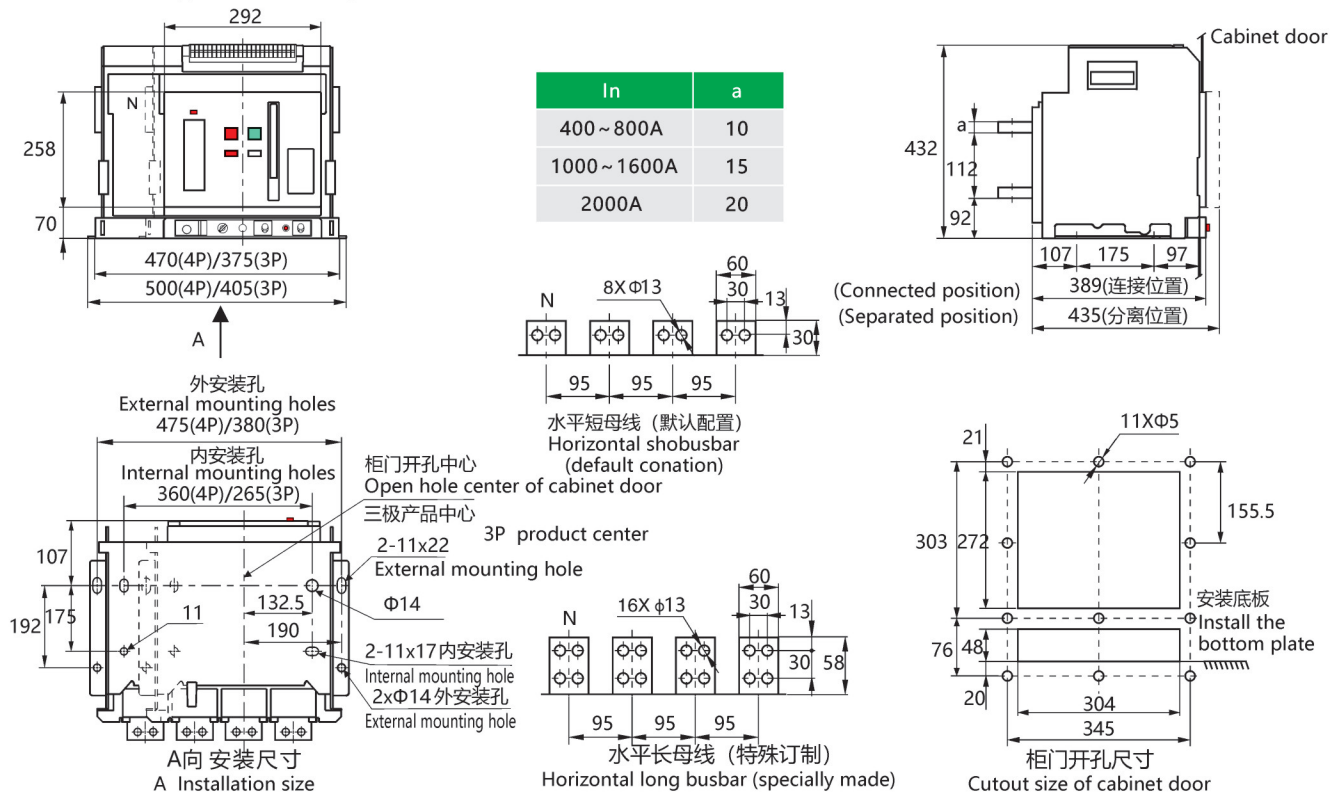 292
N
258
70
470(4P)/375(3P)
500(4P)/405(3P)
A
In a
400~800A 10
1000~1600A 15
2000A 20
Cabinet door
a
432
112
92
107 175 97
(Connected position) 389(连接位置)
(Separated position) 435(分离位置)
60
8XΦ13 30 13
N
30
95 95 95
水平短母线（默认配置）
Horizontal shobusbar
(default conation)
外安装孔
External mounting holes
475(4P)/380(3P)
内安装孔
Internal mounting holes
360(4P)/265(3P)
柜门开孔中心
Open hole center of cabinet door
三极产品中心
3P product center
107
2-11x22
External mounting hole
132.5 Φ14
192 175 11
190
2-11x17内安装孔
Internal mounting hole
2xΦ14外安装孔
External mounting hole
N
N
A向 安装尺寸
A Installation size
60
16X ϕ13 30 13
N
30 58
95 95 95
水平长母线（特殊订制）
Horizontal long busbar (specially made)
11XΦ5
21
155.5
303 272
安装底板
Install the
bottom plate
76 48
20
304
345
柜门开孔尺寸
Cutout size of cabinet door